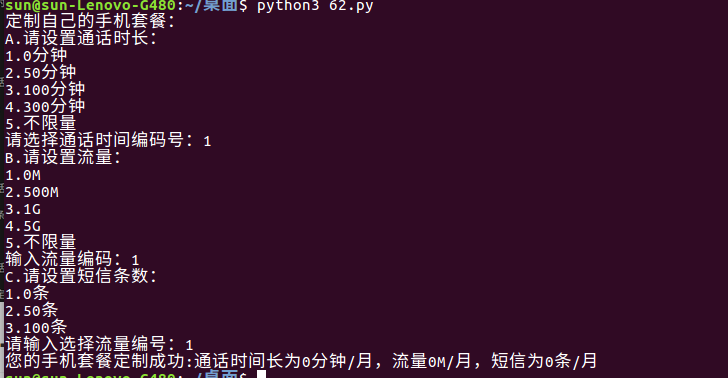 sun@sun-Lenovo-G480:~/桌面$ python3 62.py
定制自己的手机套餐：
A.请设置通话时长：
1.0分钟
2.50分钟
3.100分钟
4.300分钟
5.不限量
请选择通话时间编码号：1
B.请设置流量：
1.0M
2.500M
3.1G
4.5G
5.不限量
输入流量编码：1
C.请设置短信条数：
1.0条
2.50条
3.100条
请输入选择流量编号：1
您的手机套餐定制成功:通话时间长为0分钟/月，流量0M/月，短信为0条/月
sun@sun-Lenovo-G480:~/桌面$